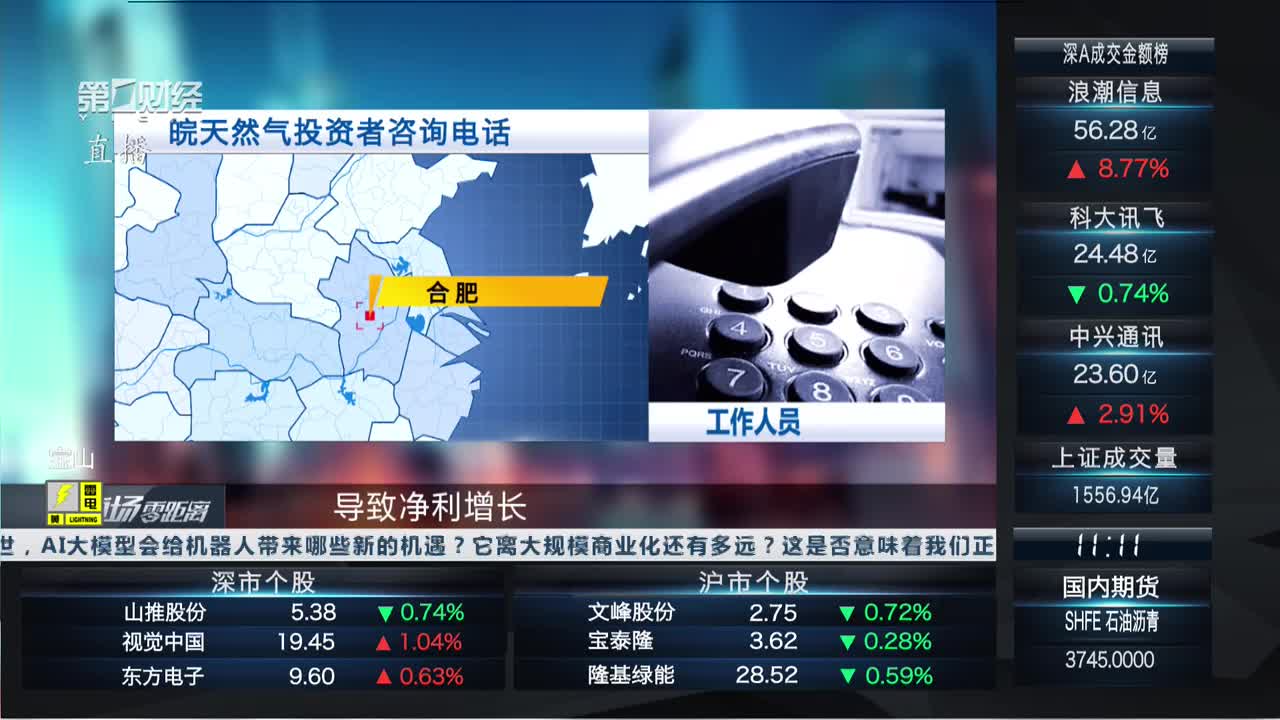 第一财经
直播
皖天然气投资者咨询电话
合肥
工作人员
宝山
雷电
黄 LIGHTNING
市场零距离
导致净利增长
世，AI大模型会给机器人带来哪些新的机遇？它离大规模商业化还有多远？这是否意味着我们正
深市个股
山推股份 5.38 ▼0.74%
视觉中国 19.45 ▲1.04%
东方电子 9.60 ▲0.63%
沪市个股
文峰股份 2.75 ▼0.72%
宝泰隆 3.62 ▼0.28%
隆基绿能 28.52 ▼0.59%
深A成交金额榜
浪潮信息
56.28亿
▲ 8.77%
科大讯飞
24.48亿
▼ 0.74%
中兴通讯
23.60亿
▲ 2.91%
上证成交量
1556.94亿
11:11
国内期货
SHFE 石油沥青
3745.0000